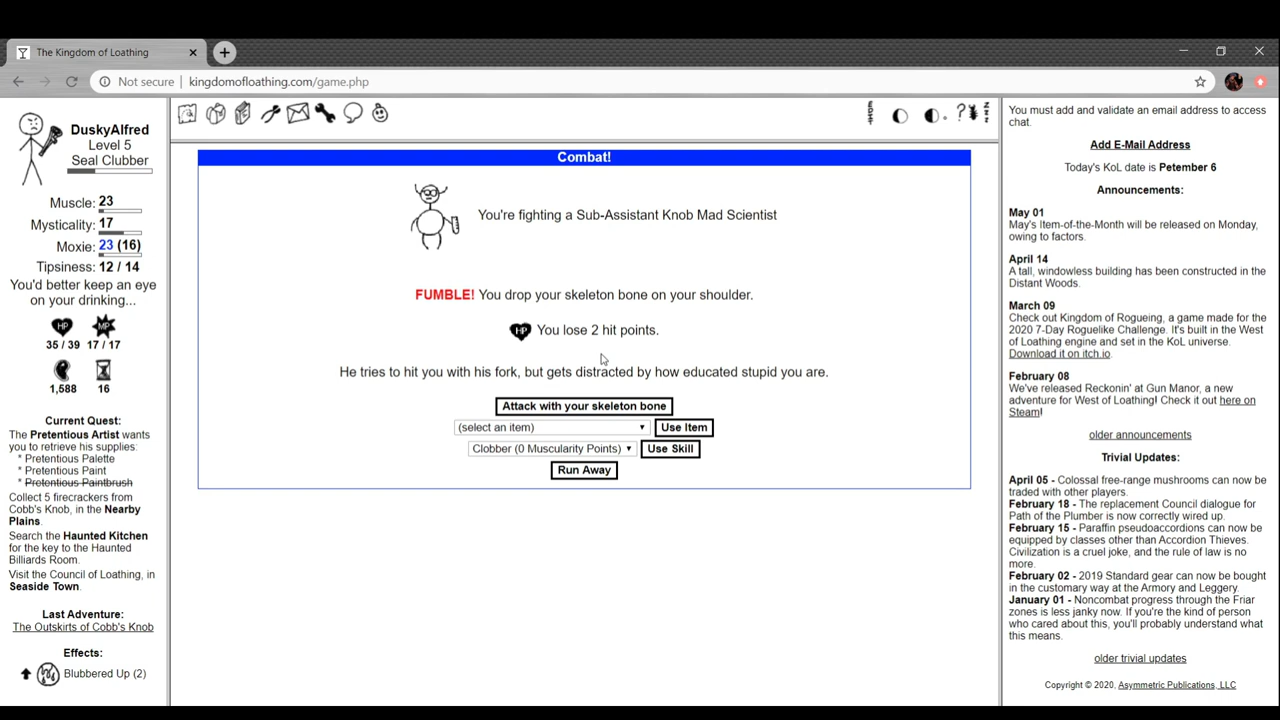 The Kingdom of Loathing
Not secure | kingdomofloathing.com/game.php
DuskyAlfred
Level 5
Seal Clubber
Muscle: 23
Mysticality: 17
Moxie: 23 (16)
Tipsiness: 12 / 14
You'd better keep an eye
on your drinking...
HP MP
35 / 39 17 / 17
1,588 16
Current Quest:
The Pretentious Artist wants
you to retrieve his supplies:
* Pretentious Palette
* Pretentious Paint
* Pretentious Paintbrush
Collect 5 firecrackers from
Cobb's Knob, in the Nearby
Plains.
Search the Haunted Kitchen
for the key to the Haunted
Billiards Room.
Visit the Council of Loathing, in
Seaside Town.
Last Adventure:
The Outskirts of Cobb's Knob
Effects:
Blubbered Up (2)
Combat!
You're fighting a Sub-Assistant Knob Mad Scientist
FUMBLE! You drop your skeleton bone on your shoulder.
HP You lose 2 hit points.
He tries to hit you with his fork, but gets distracted by how educated stupid you are.
Attack with your skeleton bone
(select an item) Use Item
Clobber (0 Muscularity Points) Use Skill
Run Away
You must add and validate an email address to access
chat.
Add E-Mail Address
Today's KoL date is Petember 6
Announcements:
May 01
May's Item-of-the-Month will be released on Monday,
owing to factors.
April 14
A tall, windowless building has been constructed in the
Distant Woods.
March 09
Check out Kingdom of Rogueing, a game made for the
2020 7-Day Roguelike Challenge. It's built in the West
of Loathing engine and set in the KoL universe.
Download it on itch.io.
February 08
We've released Reckonin' at Gun Manor, a new
adventure for West of Loathing! Check it out here on
Steam!
older announcements
Trivial Updates:
April 05 - Colossal free-range mushrooms can now be
traded with other players.
February 18 - The replacement Council dialogue for
Path of the Plumber is now correctly wired up.
February 15 - Paraffin pseudoaccordions can now be
equipped by classes other than Accordion Thieves.
Civilization is a cruel joke, and the rule of law is no
more.
February 02 - 2019 Standard gear can now be bought
in the customary way at the Armory and Leggery.
January 01 - Noncombat progress through the Friar
zones is less janky now. If you're the kind of person
who cared about this, you'll probably understand what
this means.
older trivial updates
Copyright © 2020, Asymmetric Publications, LLC